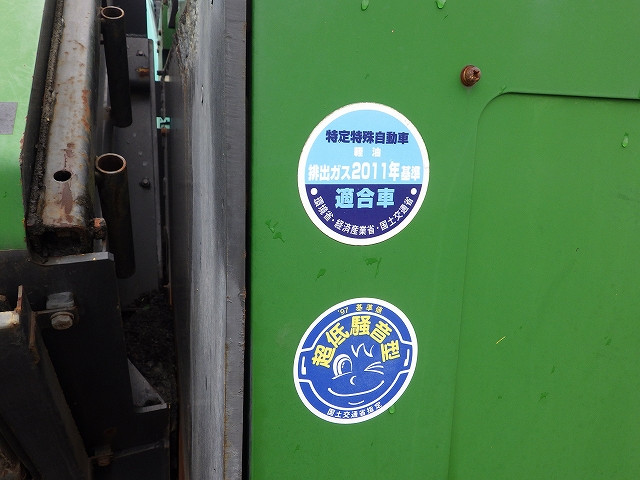 特定特殊自動車
軽油
排出ガス2011年基準
適合車
・環境省・経済産業省・国土交通省・
'97 基準値
超低騒音型
国土交通省指定